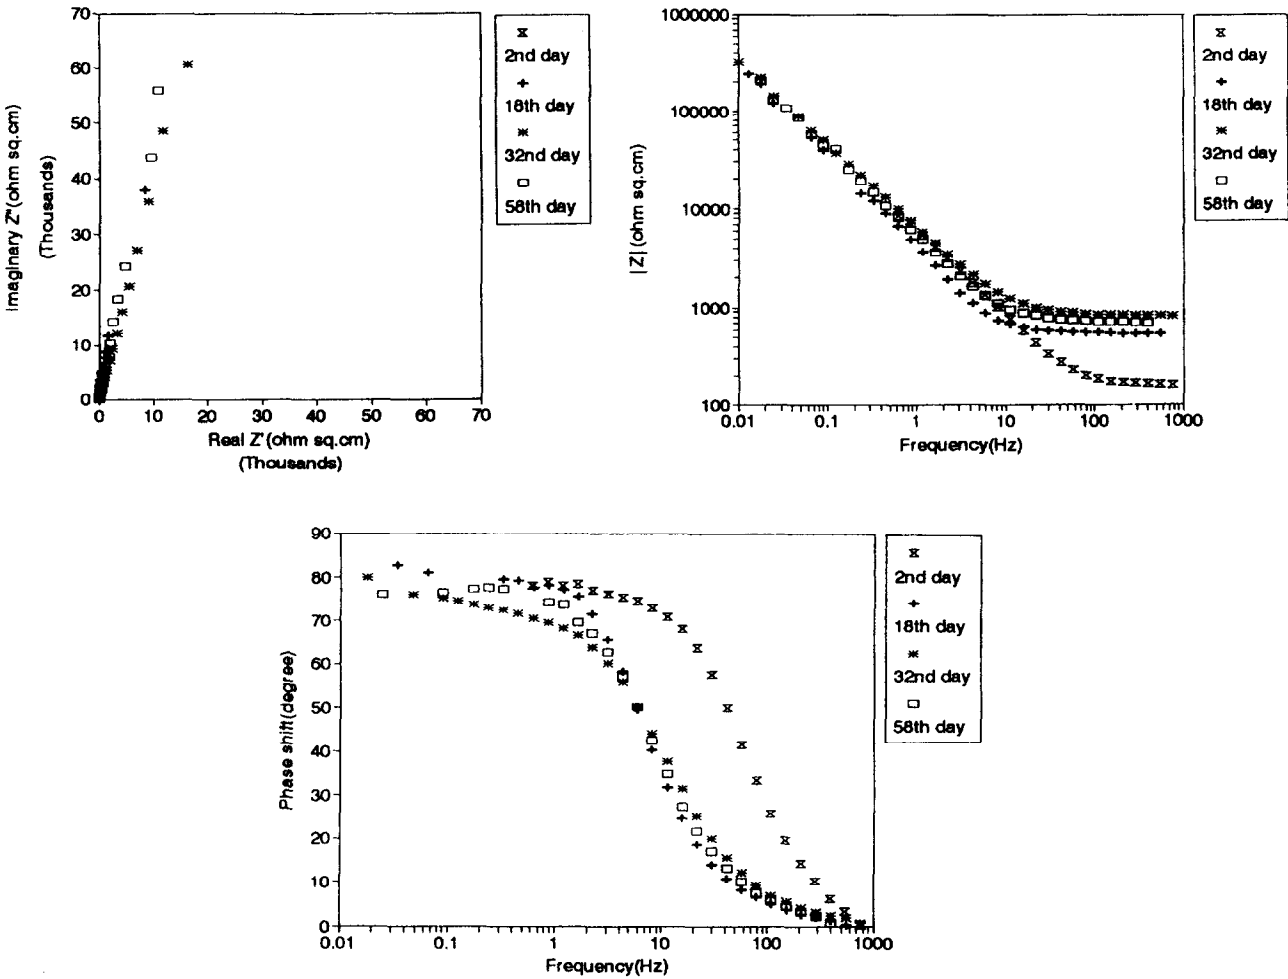 70
60
50
40
30
20
10
0
Imaginary Z"(ohm sq.cm)
(Thousands)
0 10 20 30 40 50 60 70
Real Z'(ohm sq.cm)
(Thousands)
2nd day
18th day
32nd day
58th day
1000000
100000
10000
1000
100
|Z| (ohm sq.cm)
0.01 0.1 1 10 100 1000
Frequency(Hz)
2nd day
18th day
32nd day
58th day
90
80
70
60
50
40
30
20
10
0
Phase shift(degree)
0.01 0.1 1 10 100 1000
Frequency(Hz)
2nd day
18th day
32nd day
58th day